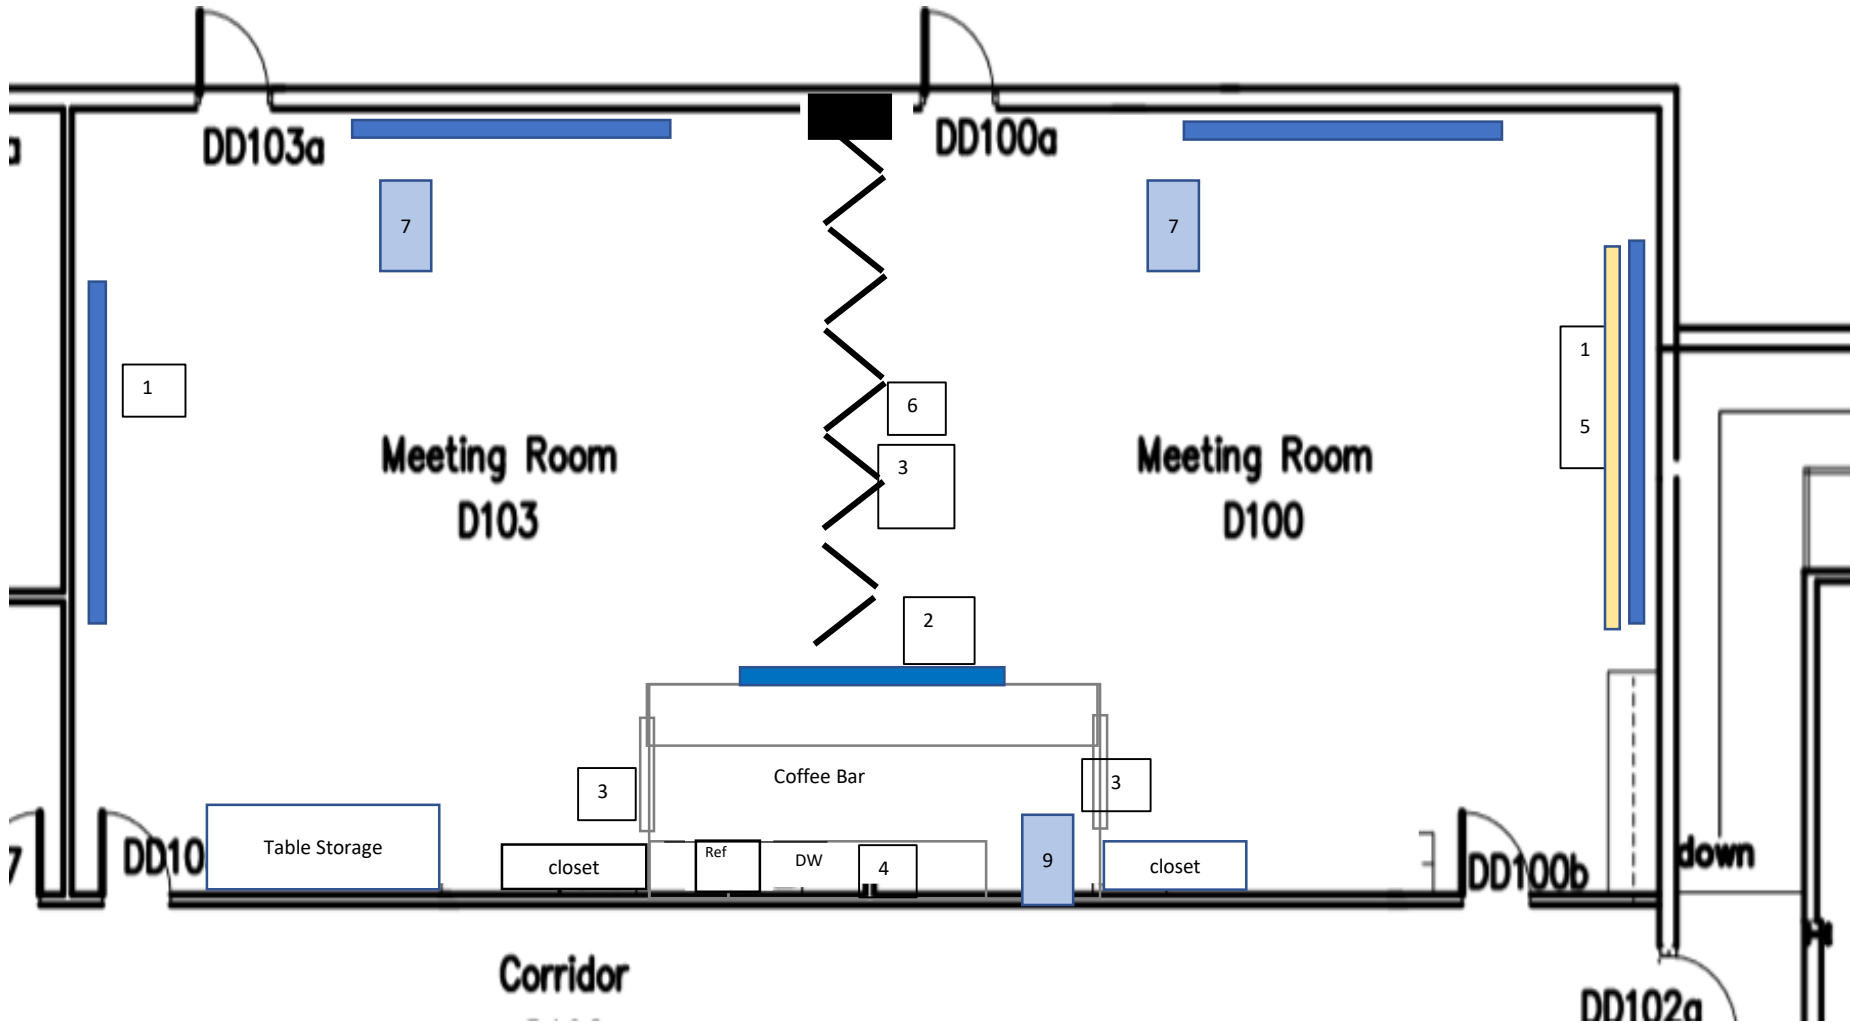 a
DD103a
DD100a
7
7
1
1
6
5
Meeting Room
D103
3
Meeting Room
D100
2
Coffee Bar
3
3
Table Storage
closet
Ref
DW
4
9
closet
7
DD10
DD100b
down
Corridor
DD102a